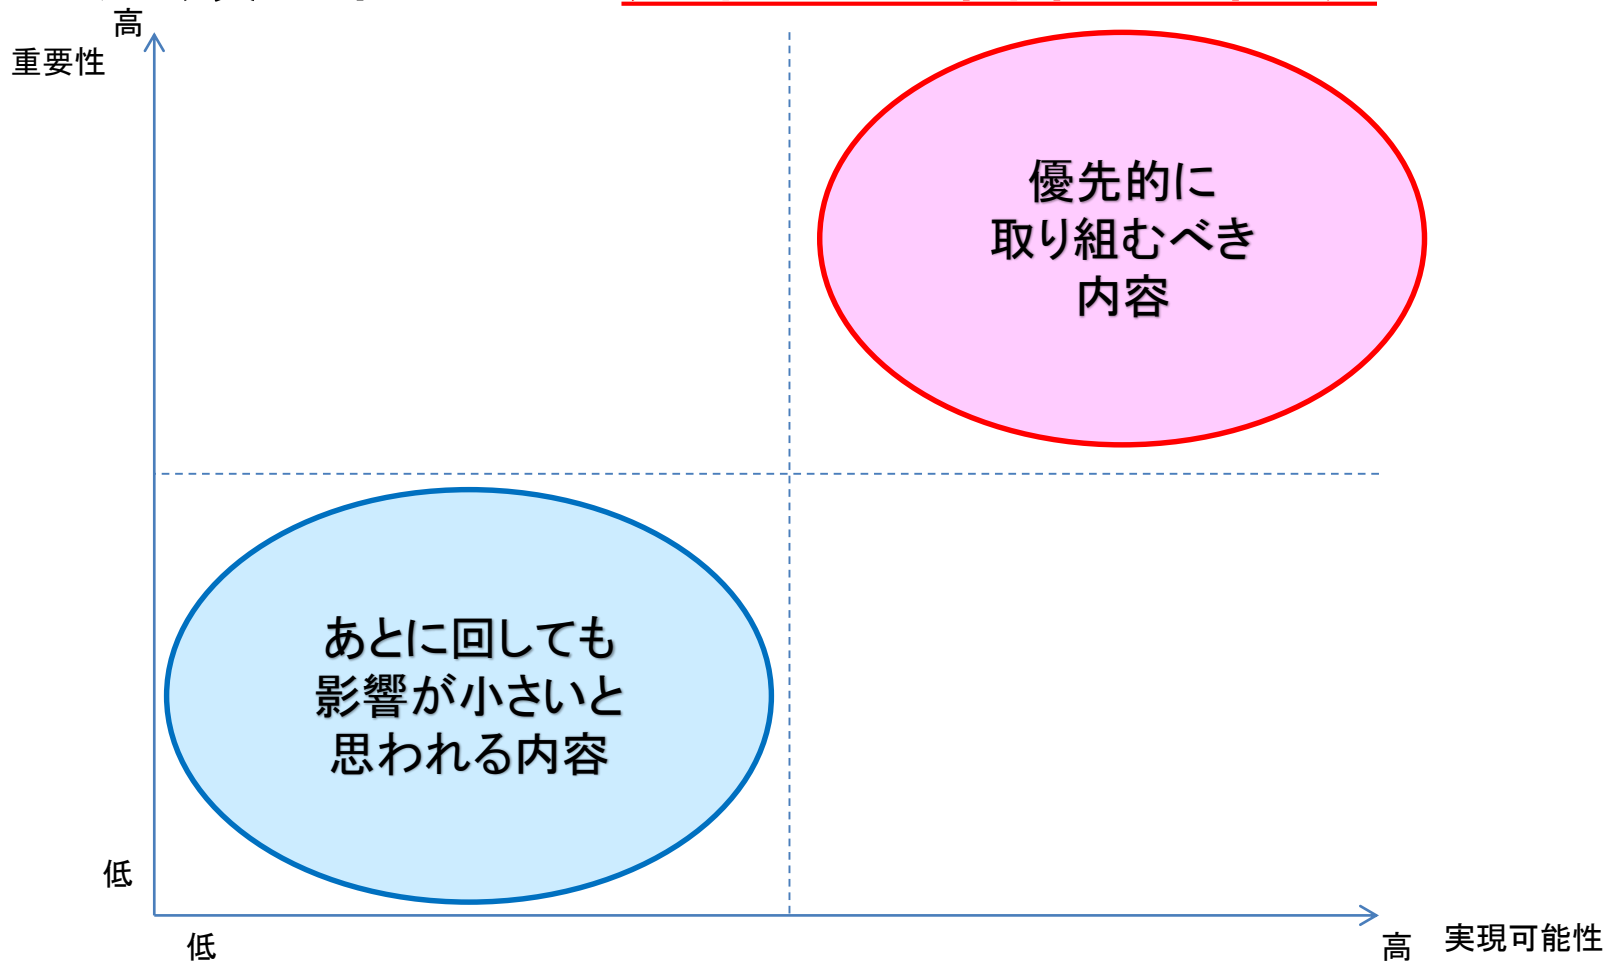 高
重要性
優先的に
取り組むべき
内容
あとに回しても
影響が小さいと
思われる内容
低
低
高
実現可能性